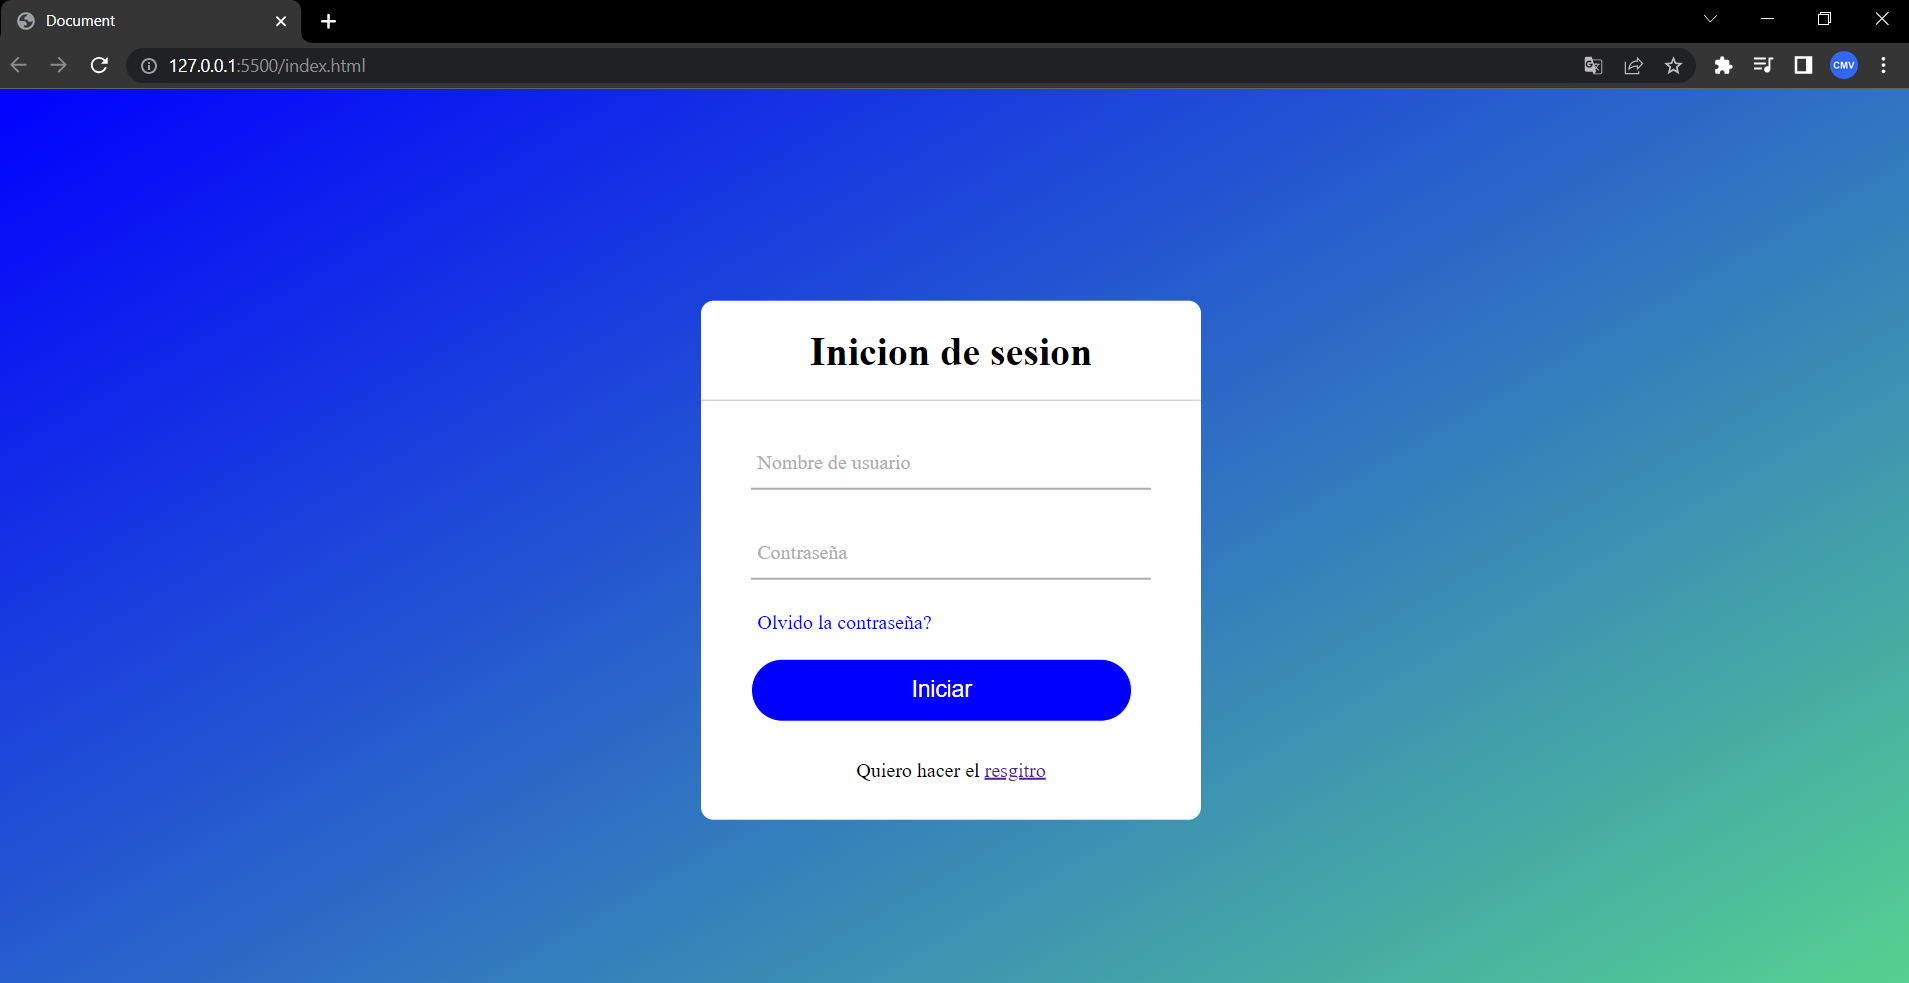 Document
127.0.0.1:5500/index.html
CMV
Inicion de sesion
Nombre de usuario
Contraseña
Olvido la contraseña?
Iniciar
Quiero hacer el resgitro